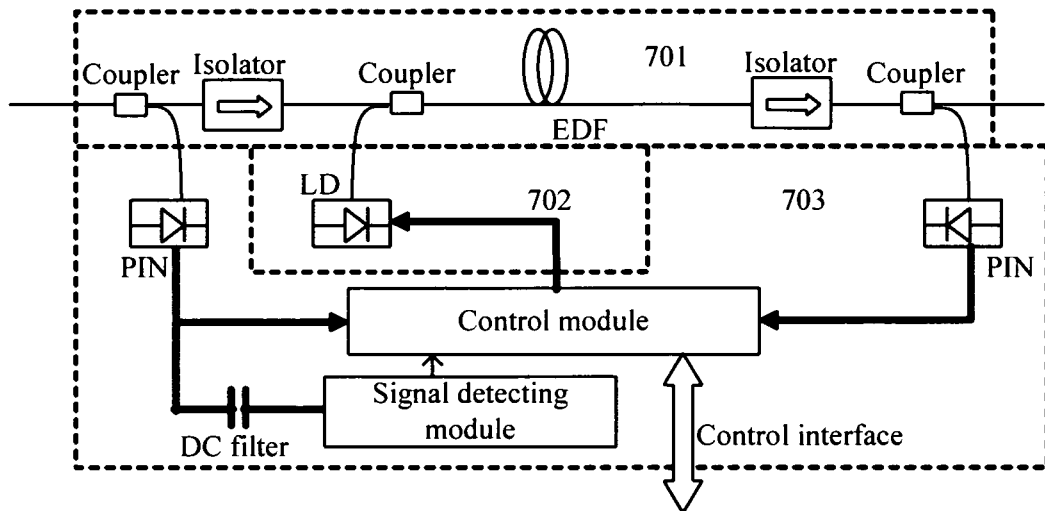 Coupler
Isolator
Coupler
701
Isolator
Coupler
EDF
LD
702
703
PIN
PIN
Control module
Signal detecting
module
DC filter
Control interface